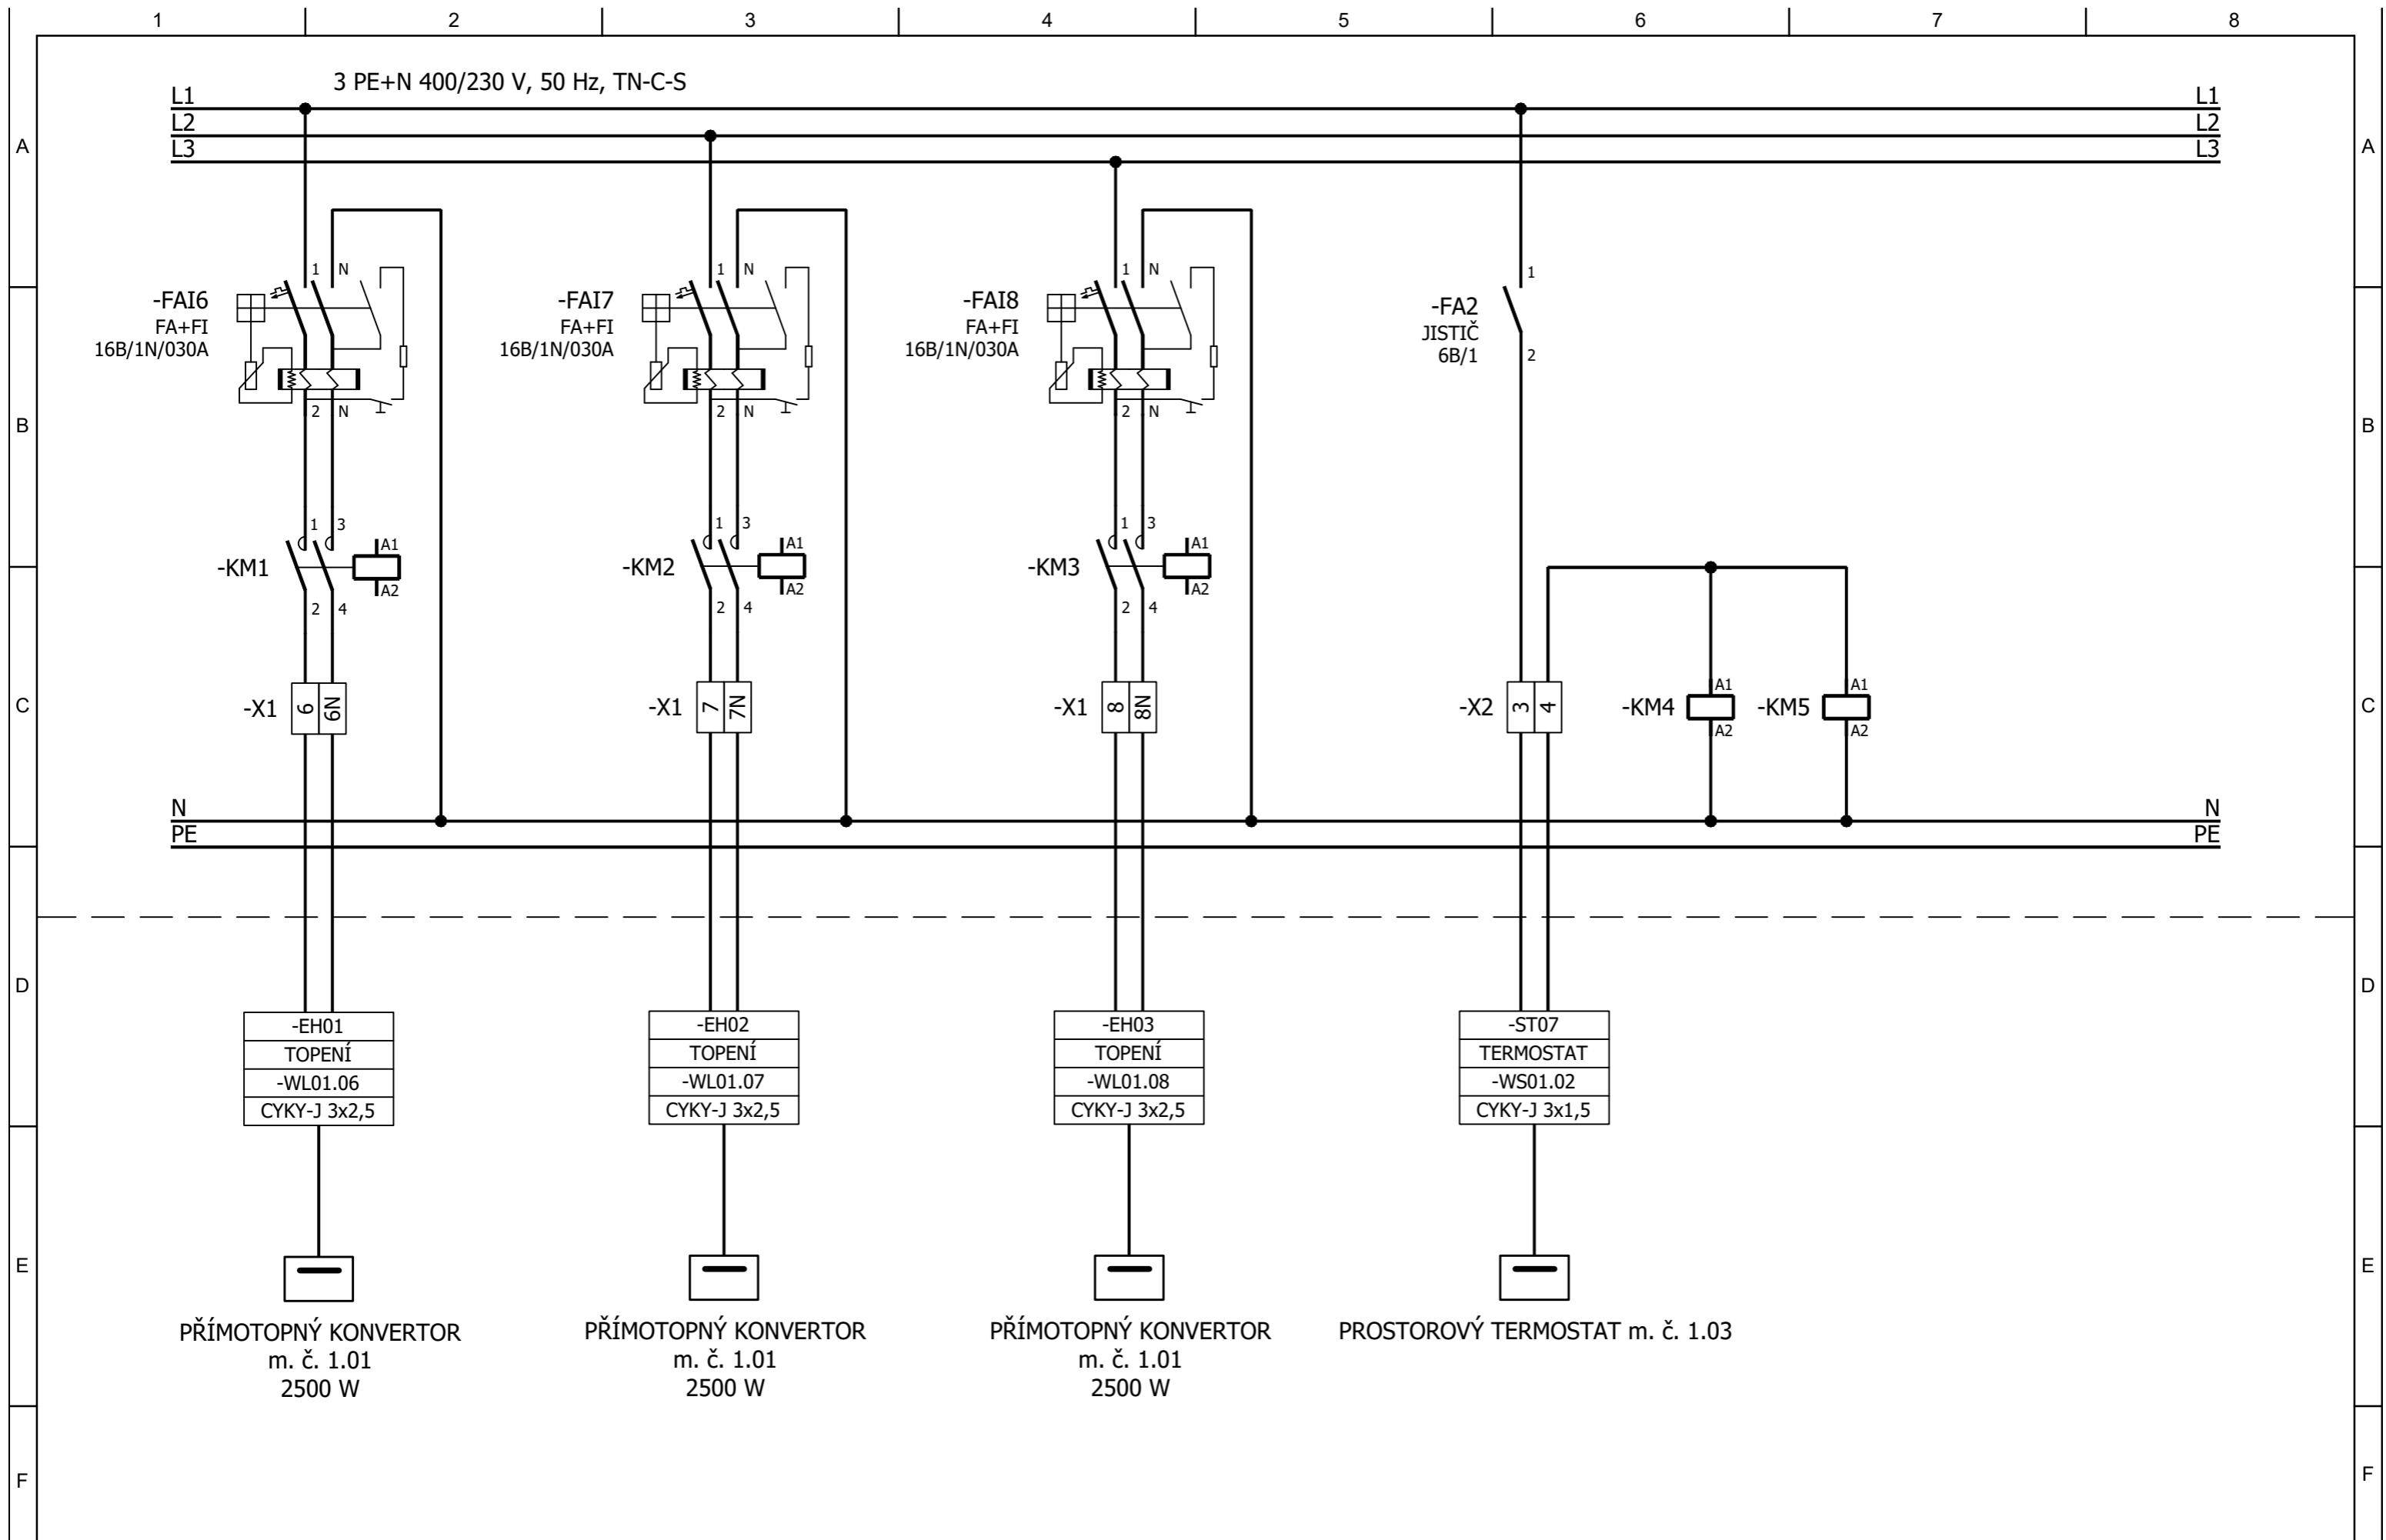 1 2 3 4 5 6 7 8
3 PE+N 400/230 V, 50 Hz, TN-C-S
L1 L1
L2 L2
L3 L3
A A
1 N 1 N 1 N 1
-FAI6
FA+FI
16B/1N/030A
-FAI7
FA+FI
16B/1N/030A
-FAI8
FA+FI
16B/1N/030A
-FA2
JISTIČ
6B/1
2 N 2 N 2 N 2
B B
1 3 A1 1 3 A1 1 3 A1
-KM1 -KM2 -KM3
2 4 A2 2 4 A2 2 4 A2
C C
-X1 6 6N
-X1 7 7N
-X1 8 8N
-X2 3 4
-KM4 A1 A2
-KM5 A1 A2
N N
PE PE
D D
-EH01
TOPENÍ
-WL01.06
CYKY-J 3x2,5
-EH02
TOPENÍ
-WL01.07
CYKY-J 3x2,5
-EH03
TOPENÍ
-WL01.08
CYKY-J 3x2,5
-ST07
TERMOSTAT
-WS01.02
CYKY-J 3x1,5
E E
PŘÍMOTOPNÝ KONVERTOR
m. č. 1.01
2500 W
PŘÍMOTOPNÝ KONVERTOR
m. č. 1.01
2500 W
PŘÍMOTOPNÝ KONVERTOR
m. č. 1.01
2500 W
PROSTOROVÝ TERMOSTAT m. č. 1.03
F F